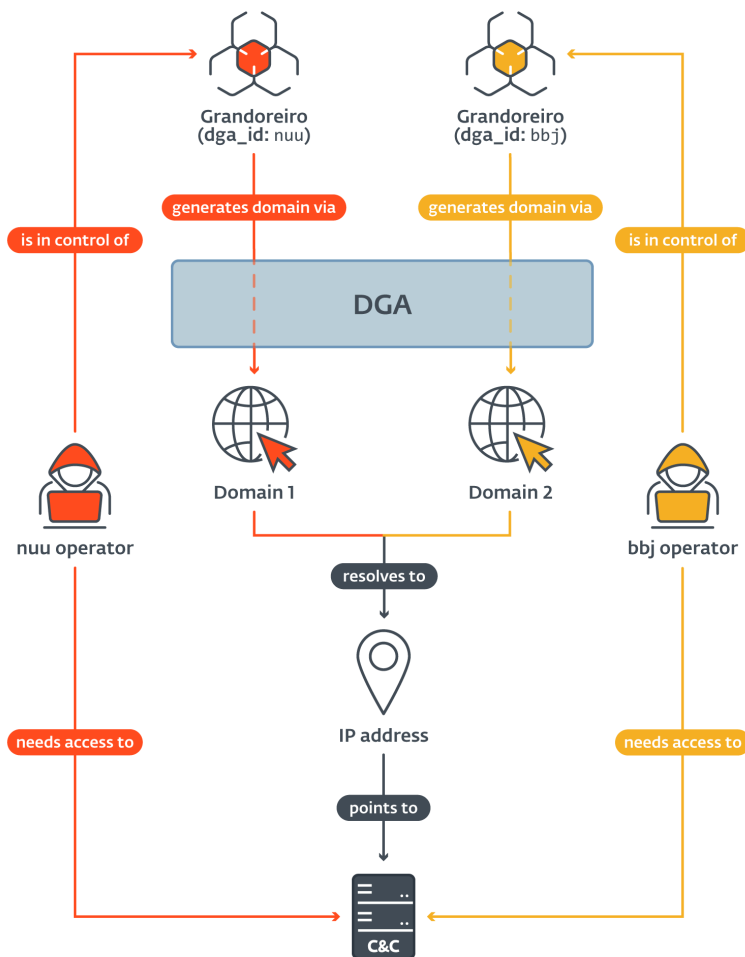 Grandoreiro
(dga_id: nuu)
Grandoreiro
(dga_id: bbj)
generates domain via
generates domain via
is in control of
is in control of
DGA
Domain 1
Domain 2
nuu operator
bbj operator
resolves to
IP address
needs access to
needs access to
points to
C&C